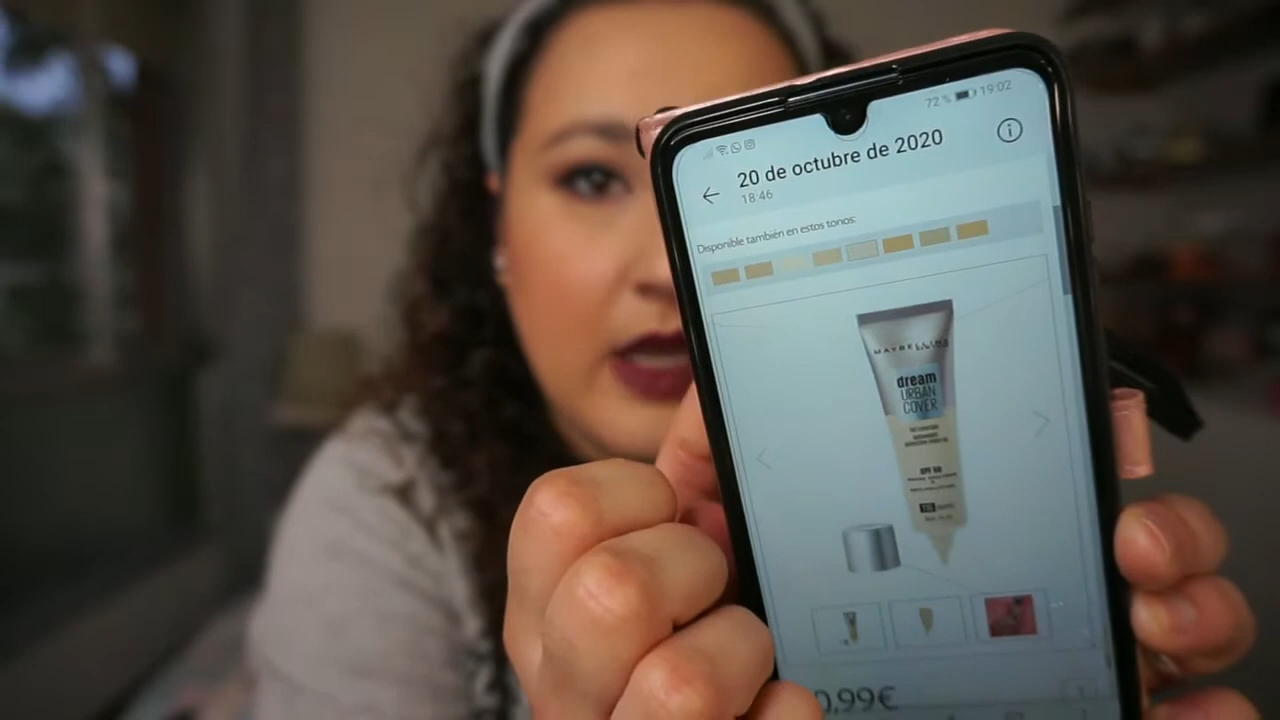 72 % 19:02
20 de octubre de 2020
18:46
Disponible también en estos tonos:
MAYBELLINE
dream
URBAN
COVER
SPF 50
0,99€